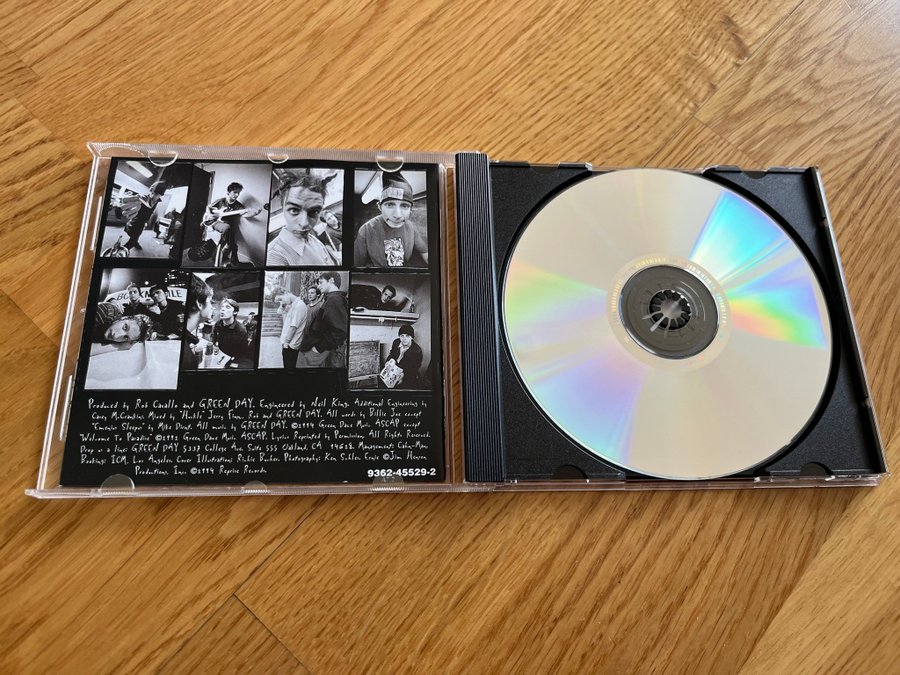 BOOKMOBILE
Produced by Rob Cavallo and GREEN DAY. Engineered by Neil King. Additional Engineering by
Casey McCrankin. Mixed by "Hunkle" Jerry Finn, Rob and GREEN DAY. All words by Billie Joe except
"Emenius Sleepus" by Mike Dirnt. All music by GREEN DAY. ©1994 Green Daze Music ASCAP except
"Welcome To Paradise" ©1992 Green Daze Music ASCAP. Lyrics Reprinted by Permission. All Rights Reserved.
Drop us a line: GREEN DAY 5337 College Ave. Suite 555 Oakland, CA 94618. Management: Cahn-Man
Bookings: ICM, Los Angeles Cover Illustration: Richie Bucher. Photography: Ken Schles Ernie ©Jim Henson
Productions, Inc. ©1994 Reprise Records.
9362-45529-2